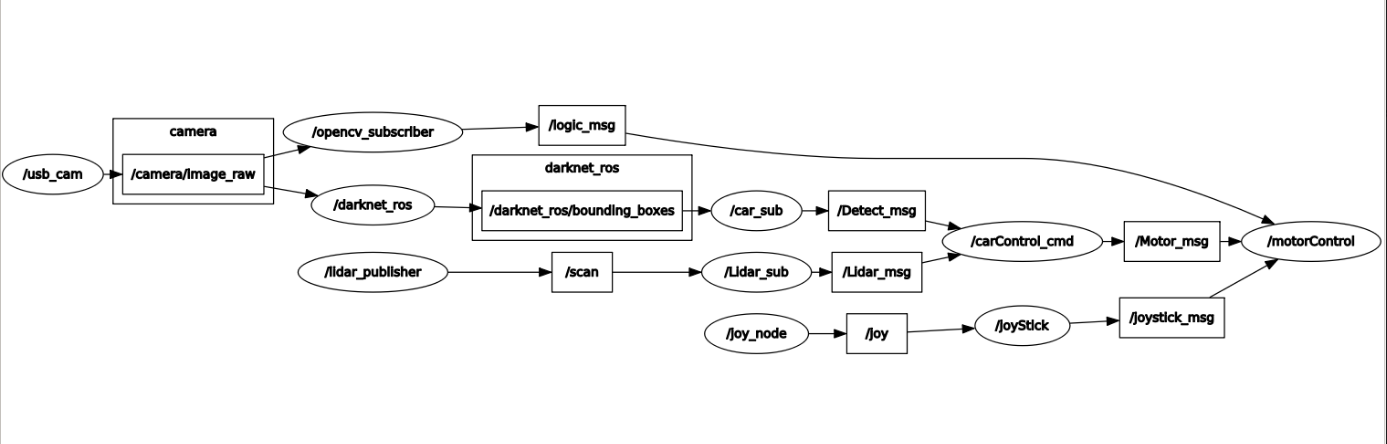 camera
/usb_cam
/camera/image_raw
/opencv_subscriber
/logic_msg
/darknet_ros
darknet_ros
/darknet_ros/bounding_boxes
/car_sub
/Detect_msg
/carControl_cmd
/Motor_msg
/motorControl
/lidar_publisher
/scan
/Lidar_sub
/Lidar_msg
/joy_node
/joy
/joyStick
/joystick_msg